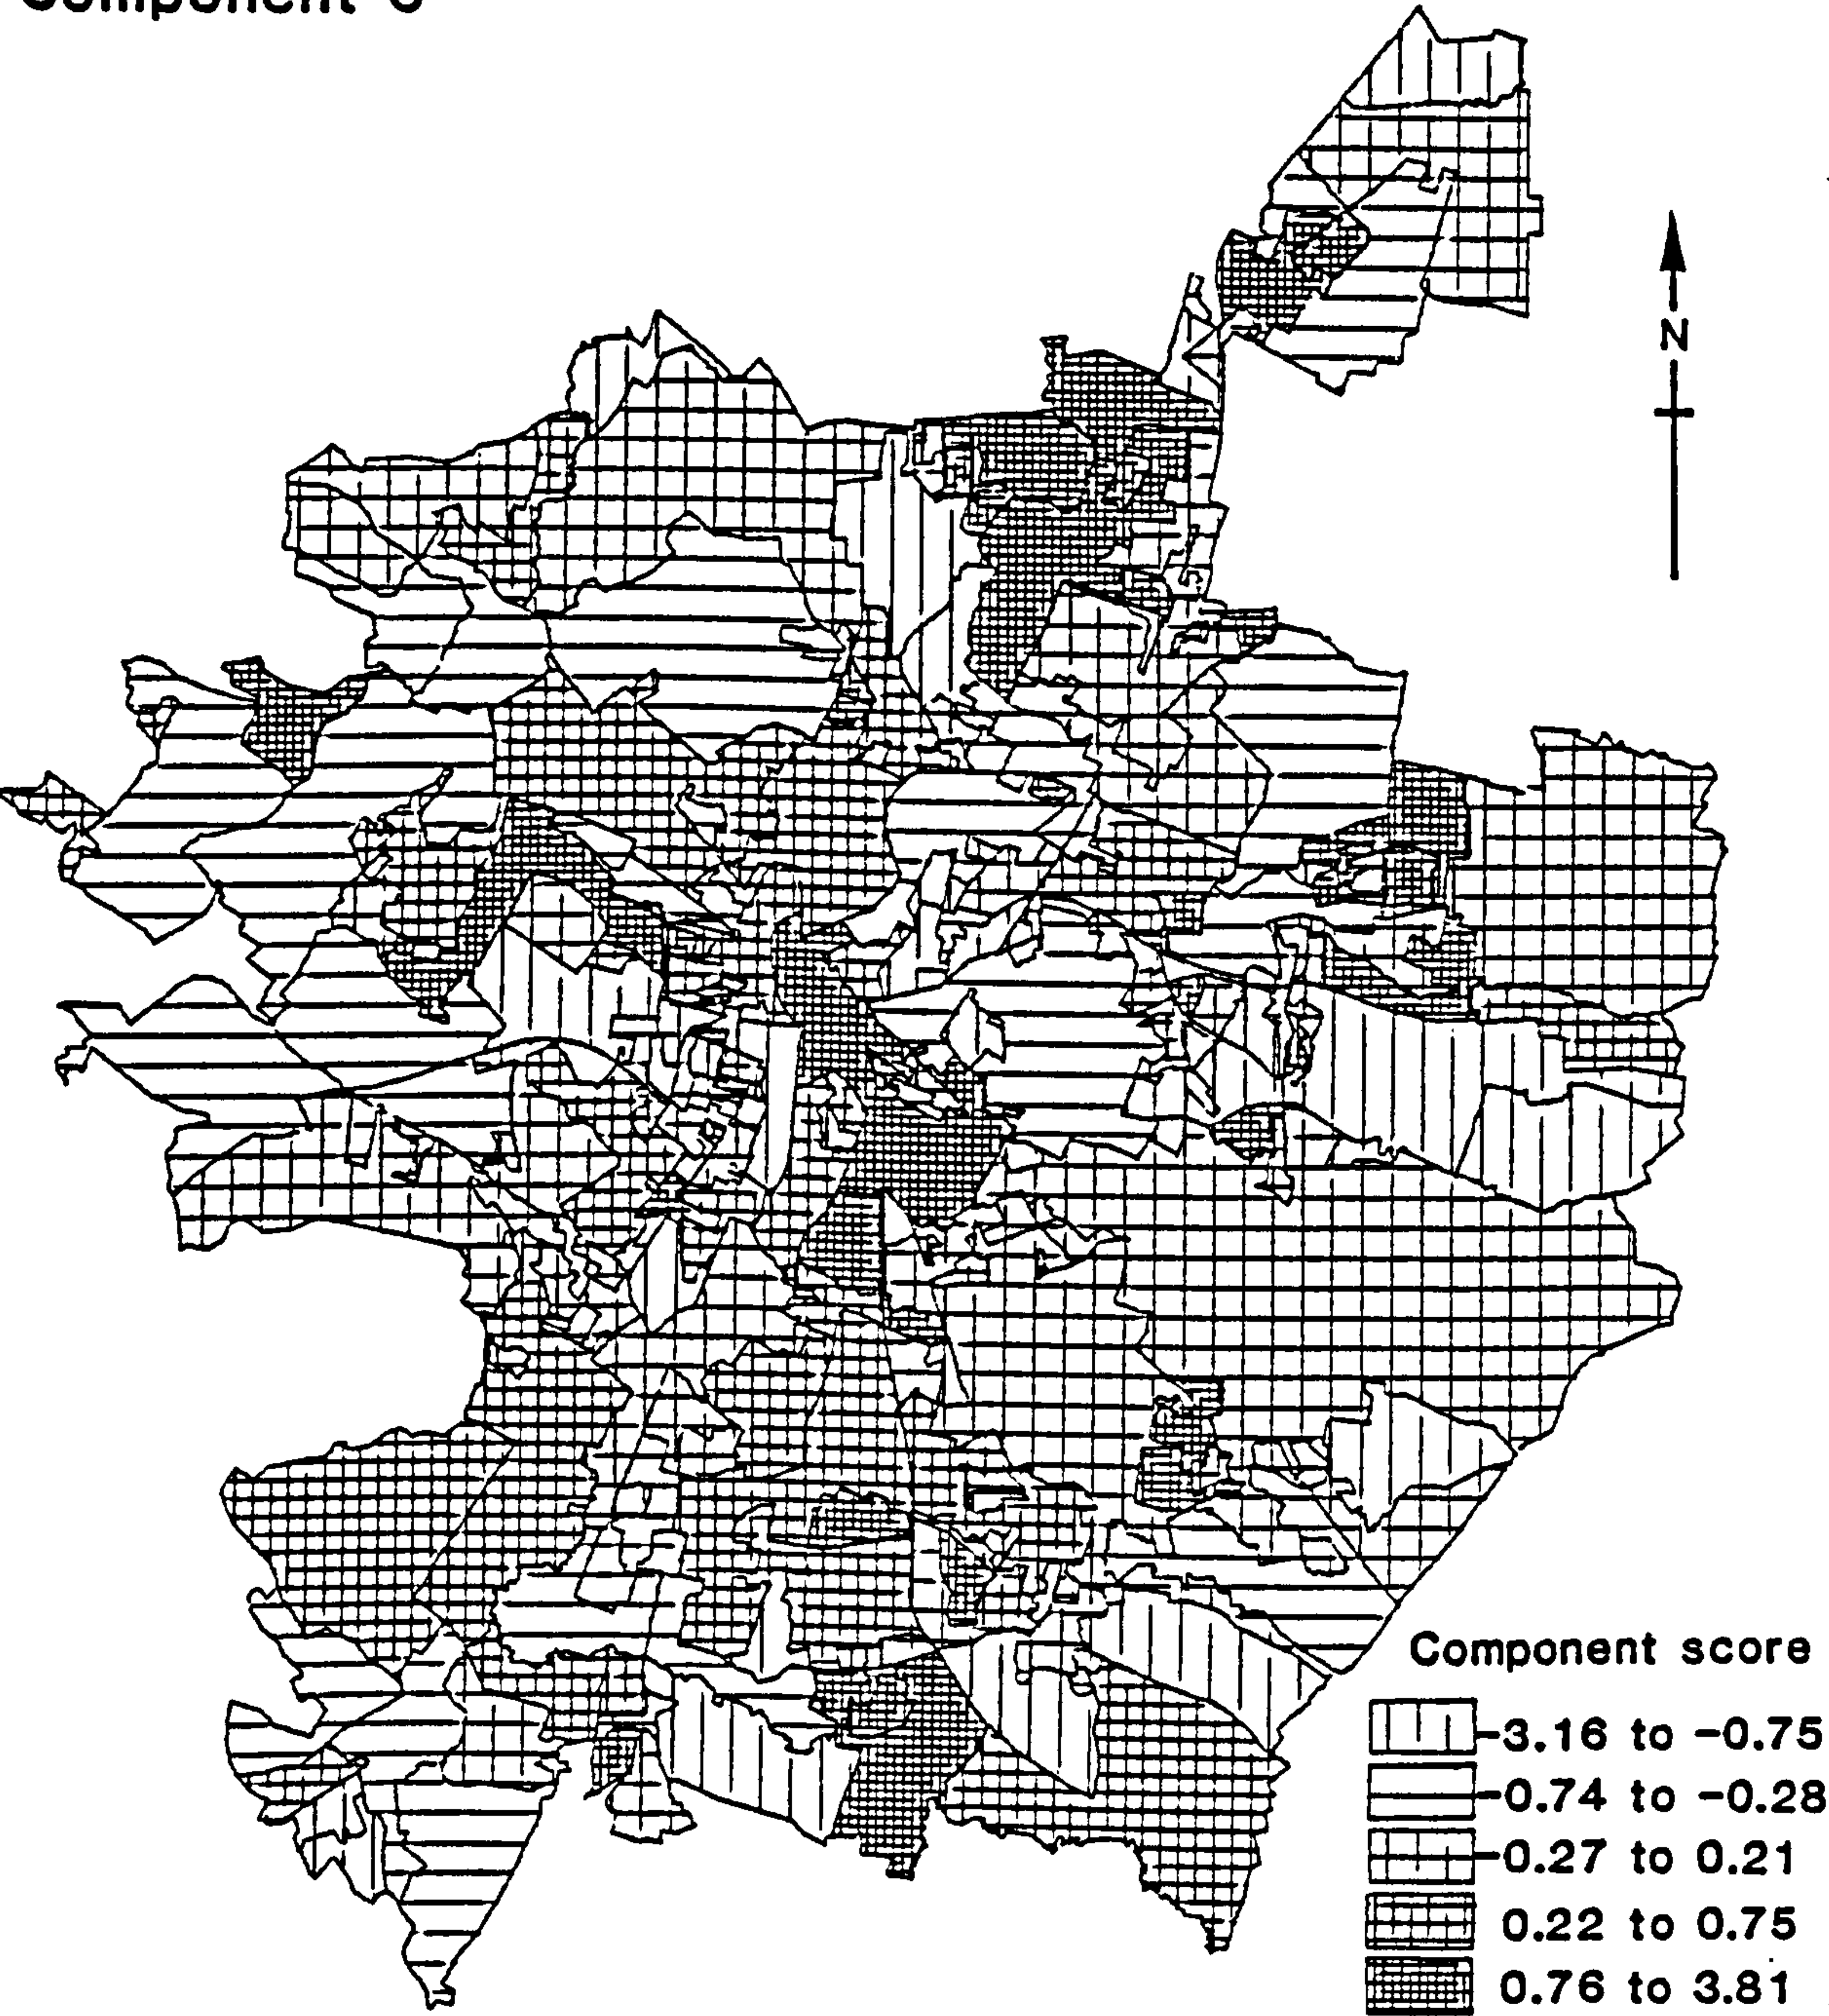 Component
N
Component score
-3.16 to -0.75
-0.74 to -0.28
-0.27 to 0.21
0.22 to 0.75
0.76 to 3.81